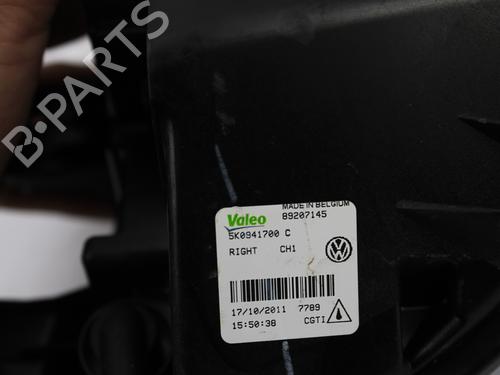 MADE IN BELGIUM
Valeo 89207145
5K0941700 C
RIGHT CH1
17/10/2011 7789
15:50:38 CGTI
B-PARTS